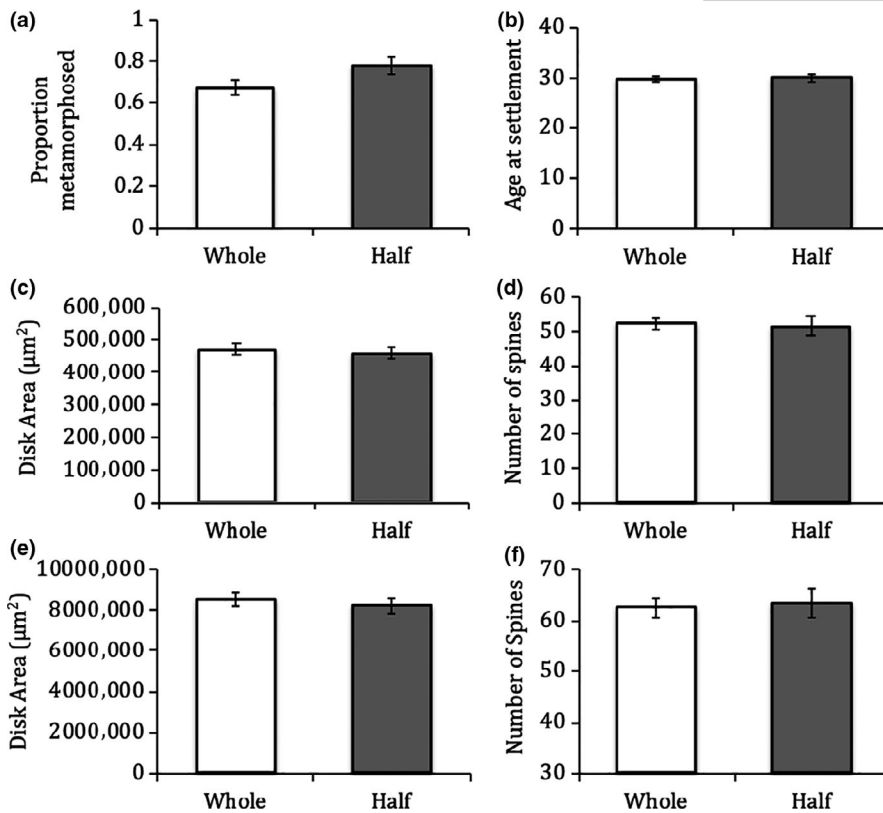 (a)
Proportion
metamorphosed
1
0.8
0.6
0.4
0.2
0
Whole
Half
(b)
Age at settlement
40
30
20
10
0
Whole
Half
(c)
Disk Area (µm²)
600,000
500,000
400,000
300,000
200,000
100,000
0
Whole
Half
(d)
Number of spines
60
50
40
30
20
10
0
Whole
Half
(e)
Disk Area (µm²)
10000,000
8000,000
6000,000
4000,000
2000,000
0
Whole
Half
(f)
Number of Spines
70
60
50
40
30
Whole
Half